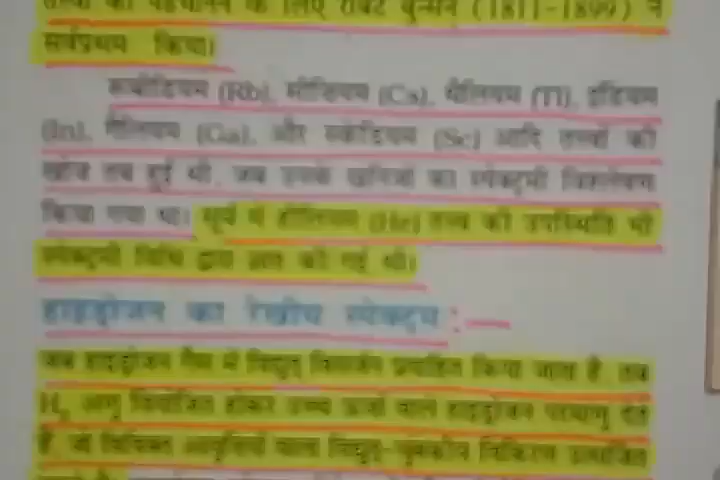 तत्वों को पहचानने के लिए रॉबर्ट बुन्सन (1811-1899) ने
सर्वप्रथम किया।
रूबीडियम (Rb), सीज़ियम (Cs), थैलियम (Tl), इंडियम
(In), गैलियम (Ga), और स्कैंडियम (Sc) आदि तत्वों की
खोज तब हुई थी, जब उनके खनिजों का स्पेक्ट्रमी विश्लेषण
किया गया था। सूर्य में हीलियम (He) तत्व की उपस्थिति भी
स्पेक्ट्रमी विधि द्वारा ज्ञात की गई थी।
हाइड्रोजन का रेखीय स्पेक्ट्रम :—
जब हाइड्रोजन गैस में विद्युत् विसर्जन प्रवाहित किया जाता है, तब
H₂ अणु वियोजित होकर उच्च ऊर्जा वाले हाइड्रोजन परमाणु देते
हैं, जो विविक्त आवृत्तियों वाला विद्युत्-चुंबकीय विकिरण उत्सर्जित